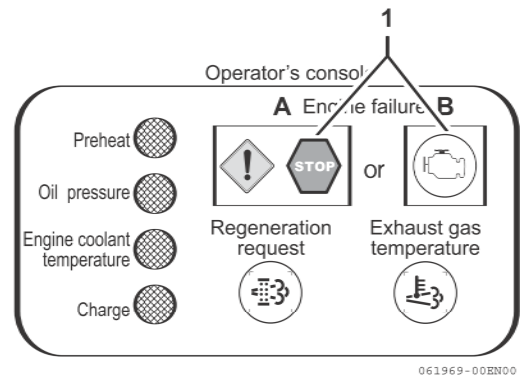 1
Operator's consol
A Engine failure B
Preheat
STOP
or
Oil pressure
Regeneration
request
Exhaust gas
temperature
Engine coolant
temperature
Charge
061969-00EN00